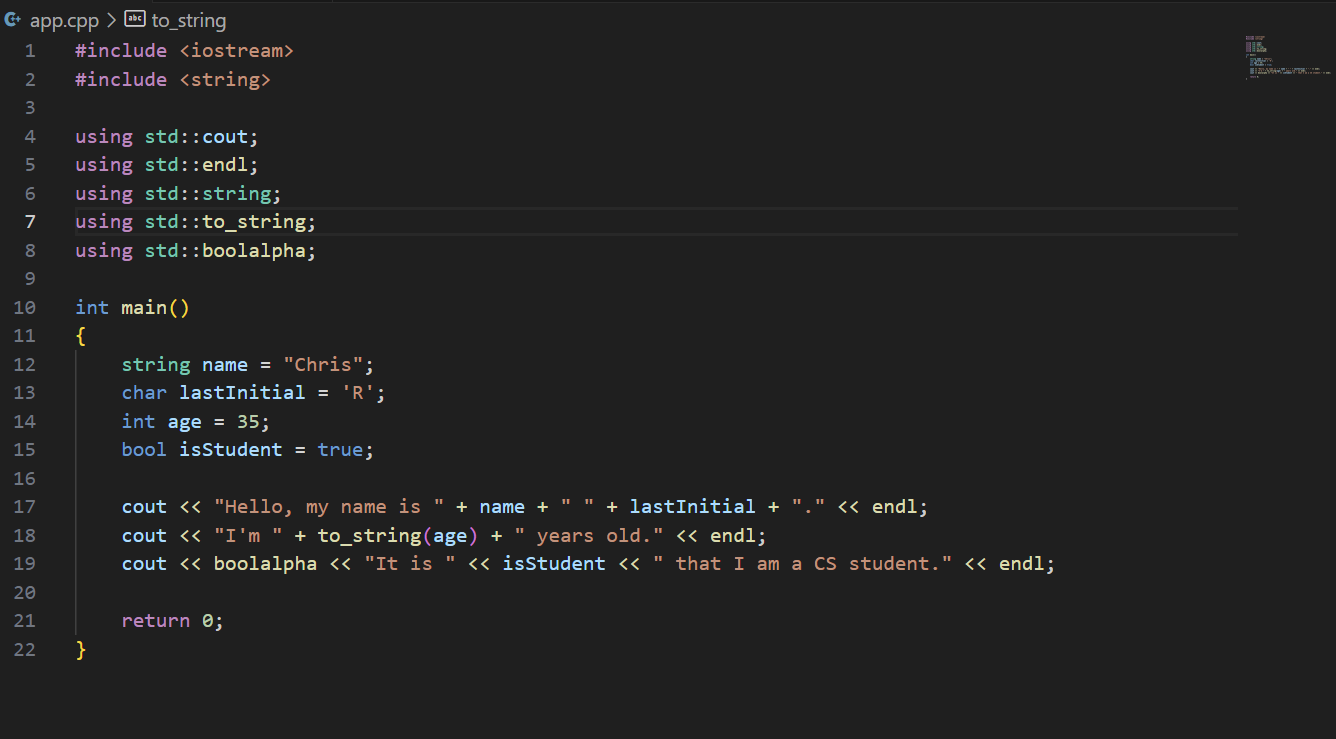 app.cpp > to_string
1 #include <iostream>
2 #include <string>
3
4 using std::cout;
5 using std::endl;
6 using std::string;
7 using std::to_string;
8 using std::boolalpha;
9
10 int main()
11 {
12     string name = "Chris";
13     char lastInitial = 'R';
14     int age = 35;
15     bool isStudent = true;
16
17     cout << "Hello, my name is " + name + " " + lastInitial + "." << endl;
18     cout << "I'm " + to_string(age) + " years old." << endl;
19     cout << boolalpha << "It is " << isStudent << " that I am a CS student." << endl;
20
21     return 0;
22 }